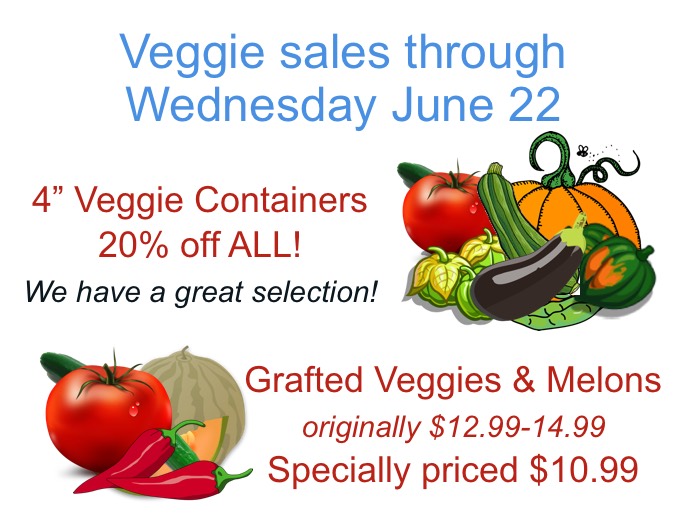 Veggie sales through
Wednesday June 22
4” Veggie Containers
20% off ALL!
We have a great selection!
Grafted Veggies & Melons
originally $12.99-14.99
Specially priced $10.99